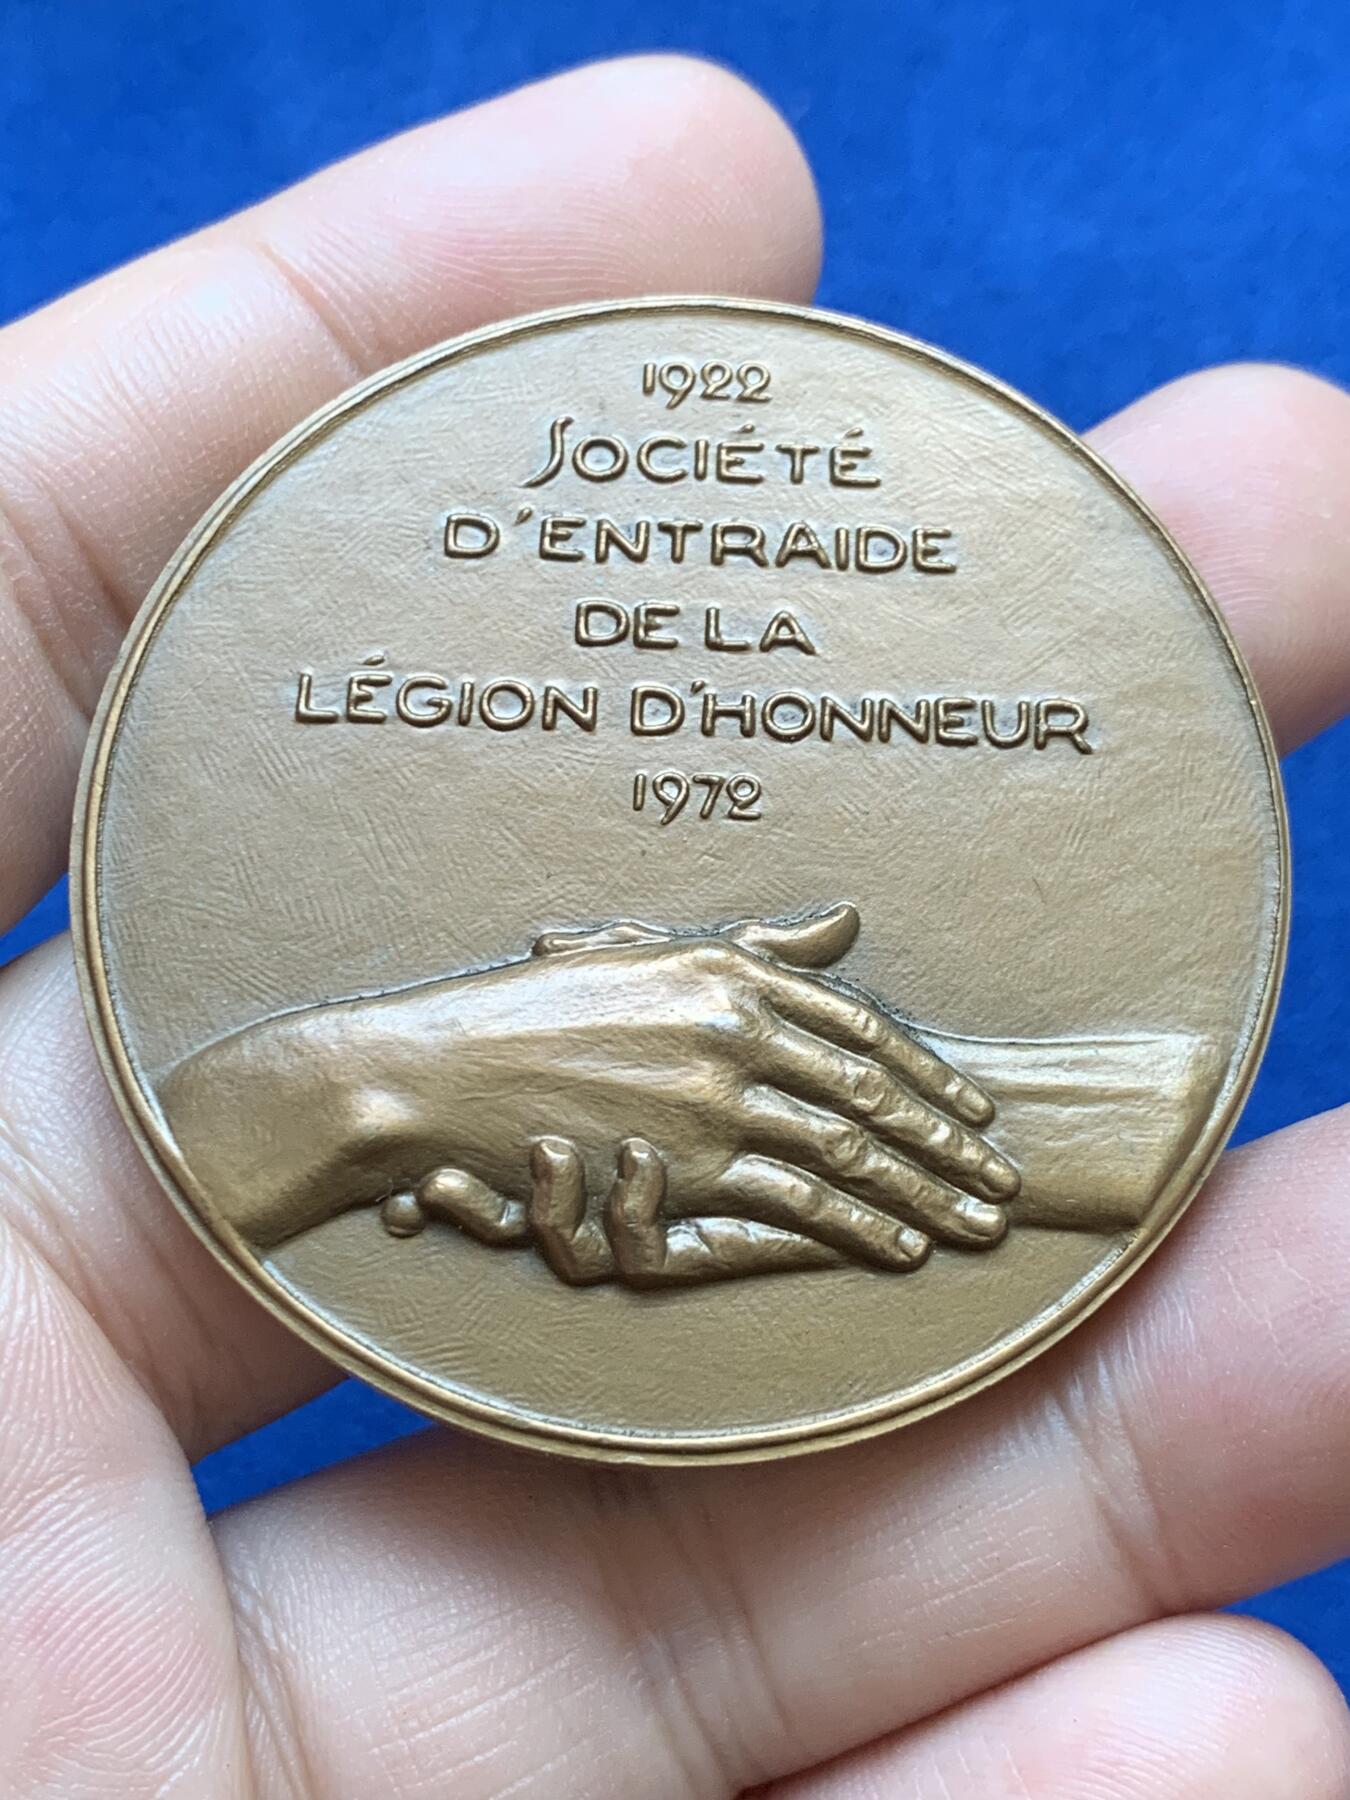 1922
SOCIÉTÉ
D'ENTRAIDE
DE LA
LÉGION D'HONNEUR
1972